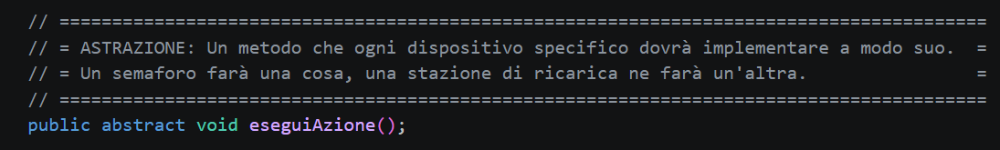 // =====================================================================================
// = ASTRAZIONE: Un metodo che ogni dispositivo specifico dovrà implementare a modo suo.  =
// = Un semaforo farà una cosa, una stazione di ricarica ne farà un'altra.                =
// =====================================================================================
public abstract void eseguiAzione();